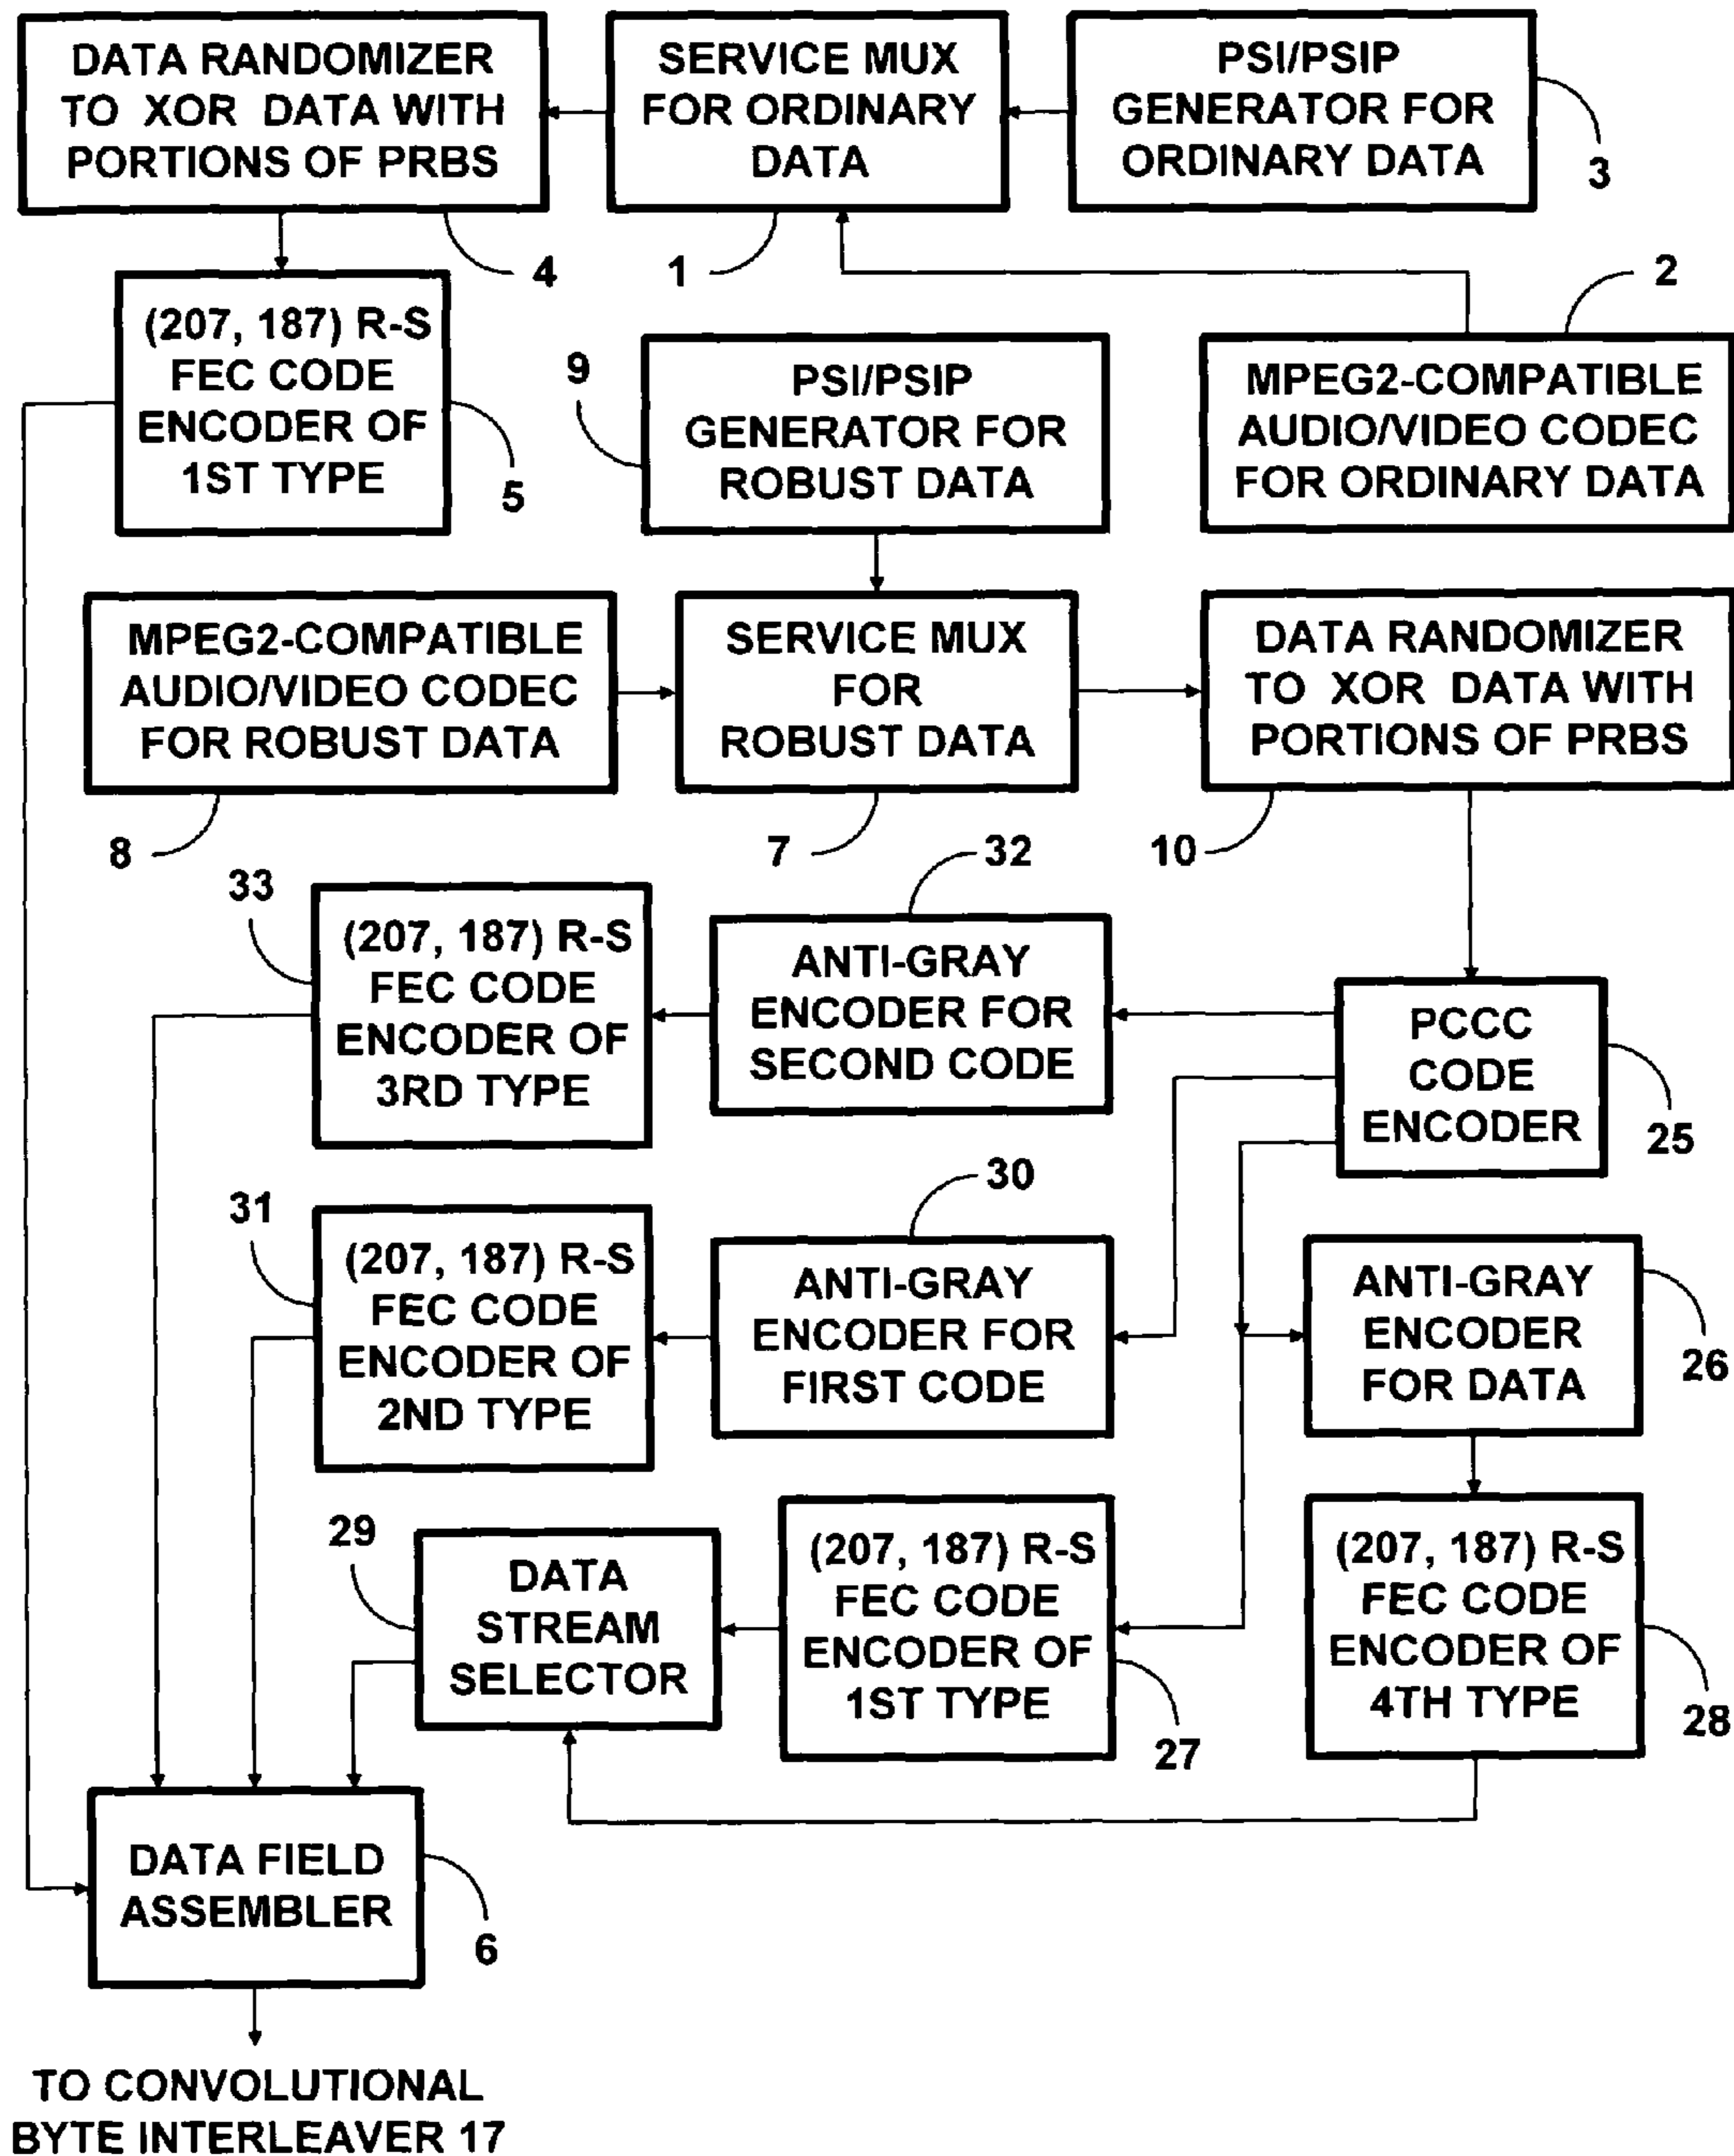 DATA RANDOMIZER
TO XOR DATA WITH
PORTIONS OF PRBS
SERVICE MUX
FOR ORDINARY
DATA
PSI/PSIP
GENERATOR FOR
ORDINARY DATA
3
4
1
2
(207, 187) R-S
FEC CODE
ENCODER OF
1ST TYPE
5
9
PSI/PSIP
GENERATOR FOR
ROBUST DATA
MPEG2-COMPATIBLE
AUDIO/VIDEO CODEC
FOR ORDINARY DATA
MPEG2-COMPATIBLE
AUDIO/VIDEO CODEC
FOR ROBUST DATA
SERVICE MUX
FOR
ROBUST DATA
DATA RANDOMIZER
TO XOR DATA WITH
PORTIONS OF PRBS
8
7
10
33
32
(207, 187) R-S
FEC CODE
ENCODER OF
3RD TYPE
ANTI-GRAY
ENCODER FOR
SECOND CODE
PCCC
CODE
ENCODER
25
31
30
(207, 187) R-S
FEC CODE
ENCODER OF
2ND TYPE
ANTI-GRAY
ENCODER FOR
FIRST CODE
ANTI-GRAY
ENCODER
FOR DATA
26
29
DATA
STREAM
SELECTOR
(207, 187) R-S
FEC CODE
ENCODER OF
1ST TYPE
27
(207, 187) R-S
FEC CODE
ENCODER OF
4TH TYPE
28
DATA FIELD
ASSEMBLER
6
TO CONVOLUTIONAL
BYTE INTERLEAVER 17